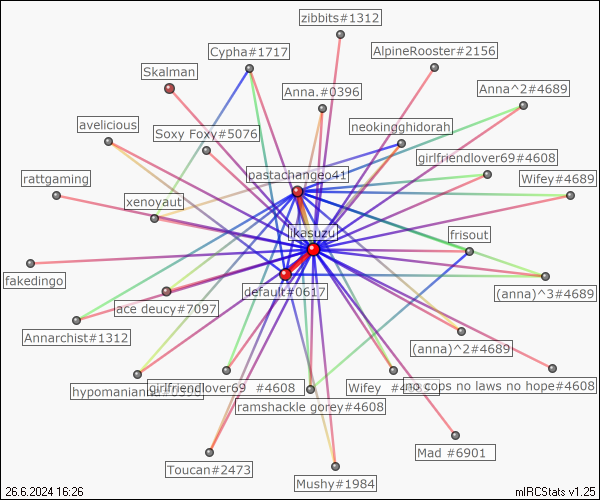 zibbits#1312
Cypha#1717
AlpineRooster#2156
Skalman
Anna.#0396
Anna^2#4689
avelicious
Soxy Foxy#5076
neokingghidorah
girlfriendlover69#4608
pastachangeo41
rattgaming
Wifey#4689
xenoyaut
ikasuzu
frisout
fakedingo
default#0617
(anna)^3#4689
ace deucy#7097
Annarchist#1312
(anna)^2#4689
girlfriendlover69 #4608
Wifey
no cops no laws no hope#4608
ramshackle gorey#4608
Mad #6901
Toucan#2473
Mushy#1984
26.6.2024 16:26
mIRCStats v1.25